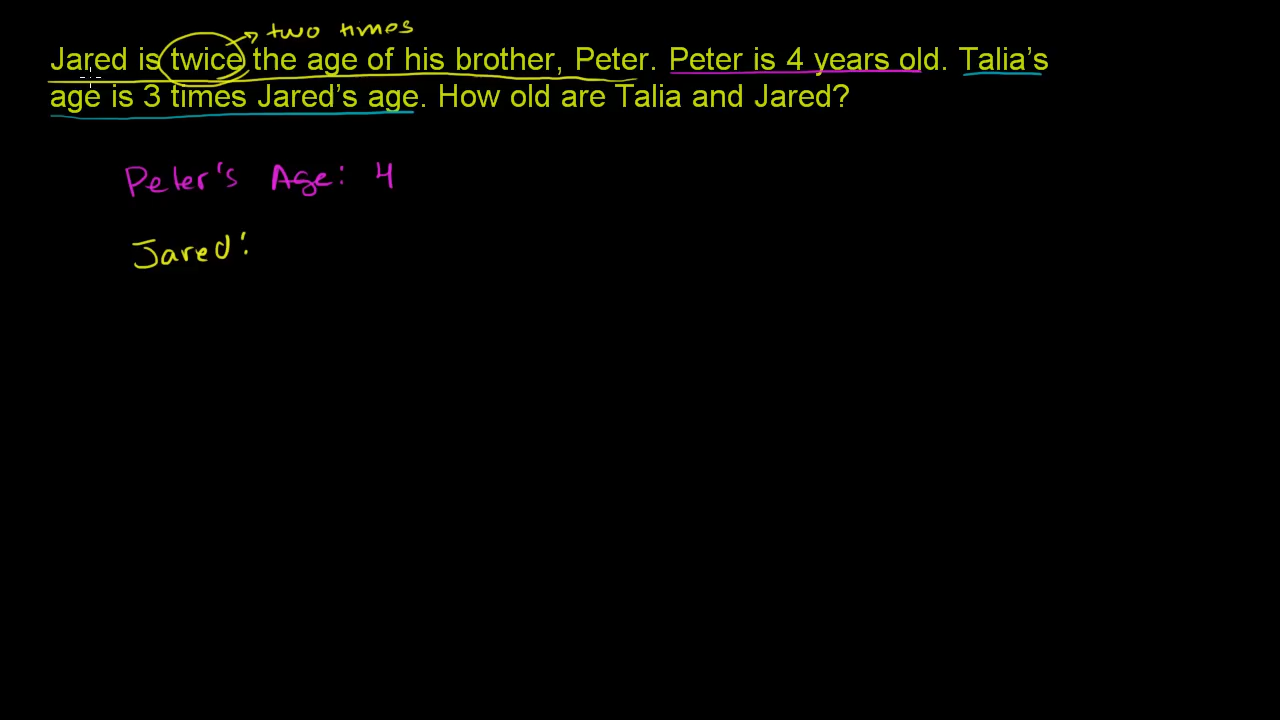 two times
Jared is twice the age of his brother, Peter. Peter is 4 years old. Talia's
age is 3 times Jared's age. How old are Talia and Jared?
Peter's Age: 4
Jared: